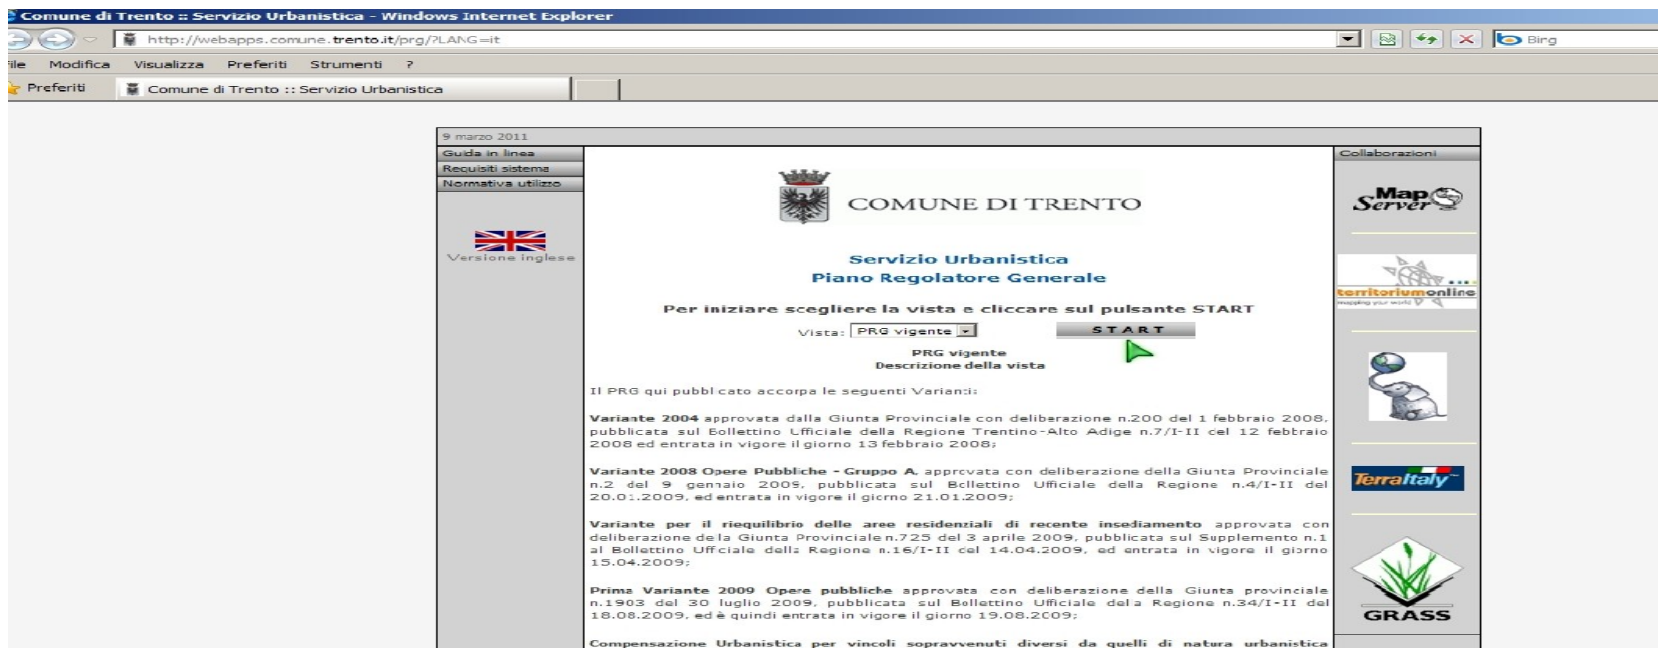 Comune di Trento :: Servizio Urbanistica - Windows Internet Explorer
http://webapps.comune.trento.it/prg/?LANG=it
Bing
Modifica Visualizza Preferiti Strumenti ?
Preferiti
Comune di Trento :: Servizio Urbanistica
9 marzo 2011
Guida in linea
Requisiti sistema
Normativa utilizzo
Versione inglese
COMUNE DI TRENTO
Servizio Urbanistica
Piano Regolatore Generale
Per iniziare scegliere la vista e cliccare sul pulsante START
Vista: PRG vigente START
PRG vigente
Descrizione della vista
Il PRG qui pubblicato accorpa le seguenti Varianti:
Variante 2004 approvata dalla Giunta Provinciale con deliberazione n.200 del 1 febbraio 2008,
pubblicata sul Bollettino Ufficiale della Regione Trentino-Alto Adige n.7/I-II del 12 febbraio
2008 ed entrata in vigore il giorno 13 febbraio 2008;
Variante 2008 Opere Pubbliche - Gruppo A, approvata con deliberazione della Giunta Provinciale
n.2 del 9 gennaio 2009, pubblicata sul Bollettino Ufficiale della Regione n.4/I-II del
20.01.2009, ed entrata in vigore il giorno 21.01.2009;
Variante per il riequilibrio delle aree residenziali di recente insediamento approvata con
deliberazione della Giunta Provinciale n.725 del 3 aprile 2009, pubblicata sul Supplemento n.1
al Bollettino Ufficiale della Regione n.16/I-II del 14.04.2009, ed entrata in vigore il giorno
15.04.2009;
Prima Variante 2009 Opere pubbliche approvata con deliberazione della Giunta provinciale
n.1903 del 30 luglio 2009, pubblicata sul Bollettino Ufficiale della Regione n.34/I-II del
18.08.2009, ed è quindi entrata in vigore il giorno 19.08.2009;
Compensazione Urbanistica per vincoli sopravvenuti diversi da quelli di natura urbanistica
Collaborazioni
Map
Server
territoriumonline
mapping your world
TerraItaly
GRASS